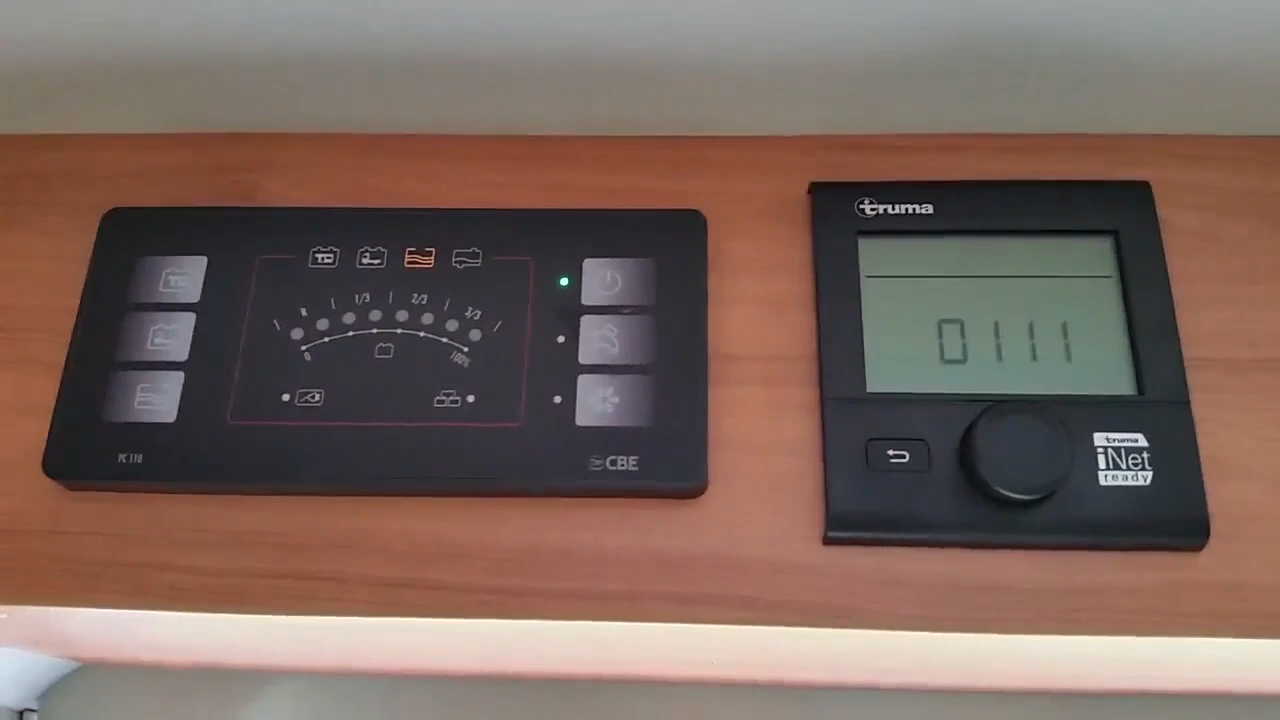 R 1/3 2/3 3/3
0 100%
PC 110
CBE
truma
0111
truma
iNet
ready